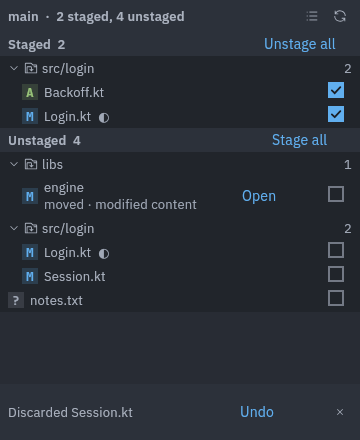 main · 2 staged, 4 unstaged
Staged 2 Unstage all
src/login 2
A Backoff.kt
M Login.kt
Unstaged 4 Stage all
libs 1
M engine Open
moved · modified content
src/login 2
M Login.kt
M Session.kt
? notes.txt
Discarded Session.kt Undo ×